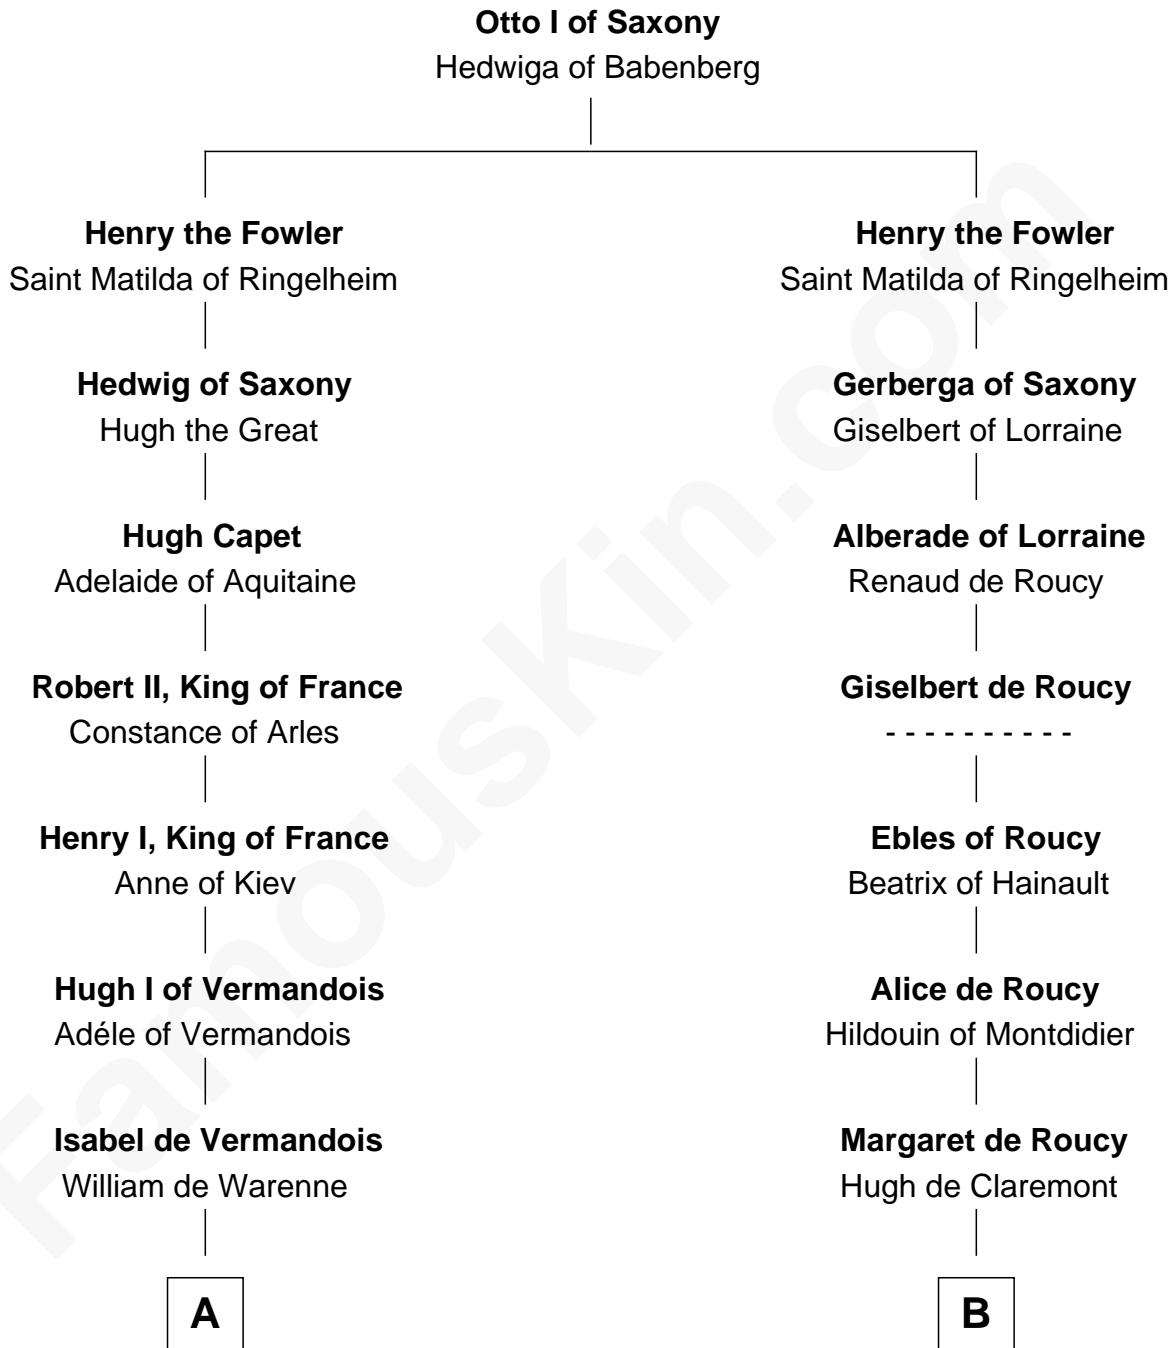 Otto I of Saxony
Hedwiga of Babenberg
Henry the Fowler
Saint Matilda of Ringelheim
Hedwig of Saxony
Hugh the Great
Hugh Capet
Adelaide of Aquitaine
Robert II, King of France
Constance of Arles
Henry I, King of France
Anne of Kiev
Hugh I of Vermandois
Adéle of Vermandois
Isabel de Vermandois
William de Warenne
A
Henry the Fowler
Saint Matilda of Ringelheim
Gerberga of Saxony
Giselbert of Lorraine
Alberade of Lorraine
Renaud de Roucy
Giselbert de Roucy
- - - - - - - - - -
Ebles of Roucy
Beatrix of Hainault
Alice de Roucy
Hildouin of Montdidier
Margaret de Roucy
Hugh de Claremont
B
FamousKin.com